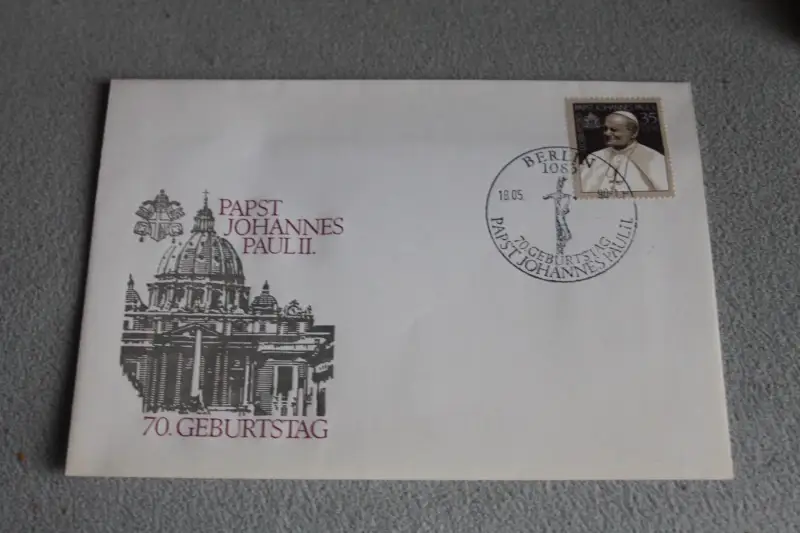 PAPST
JOHANNES
PAUL II.
70. GEBURTSTAG
PAPST JOHANNES PAUL II.
35
BERLIN
108
18.05.
70. GEBURTSTAG
PAPST JOHANNES PAUL II.